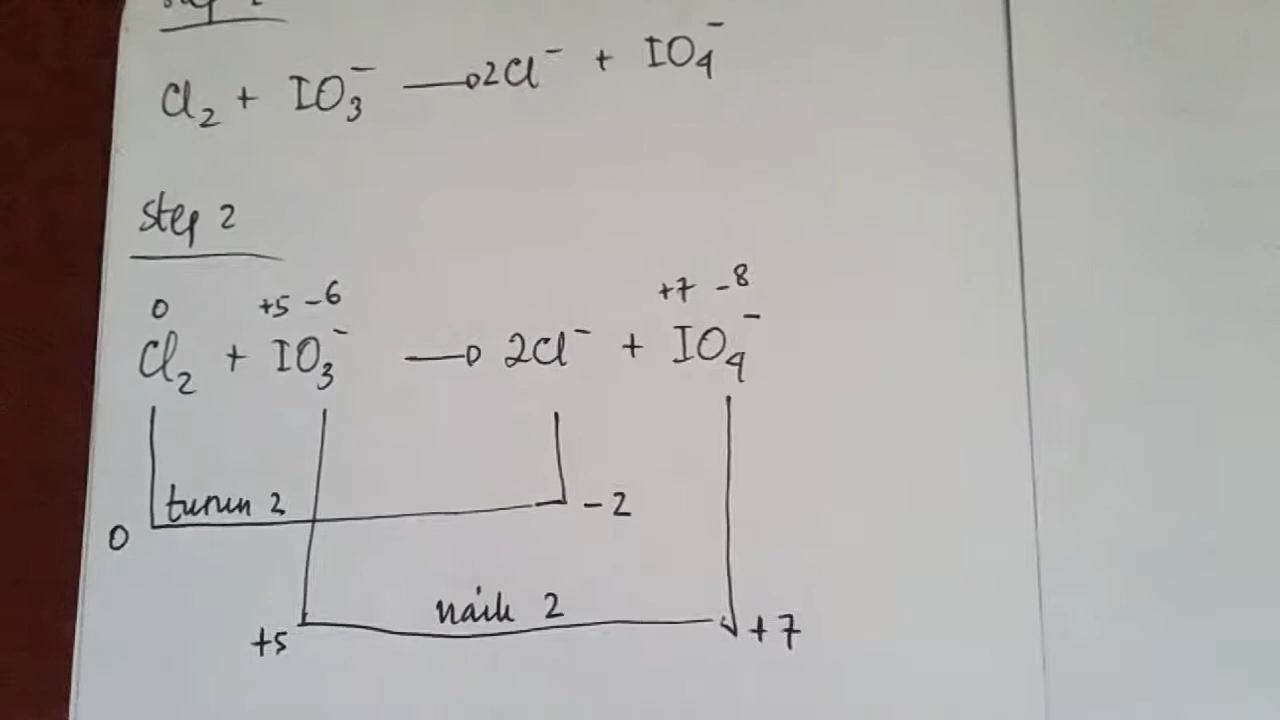 Cl₂ + IO₃⁻ → 2Cl⁻ + IO₄⁻
step 2
0 +5 -6 +7 -8
Cl₂ + IO₃⁻ → 2Cl⁻ + IO₄⁻
turun 2 -2
0
naik 2
+5 +7